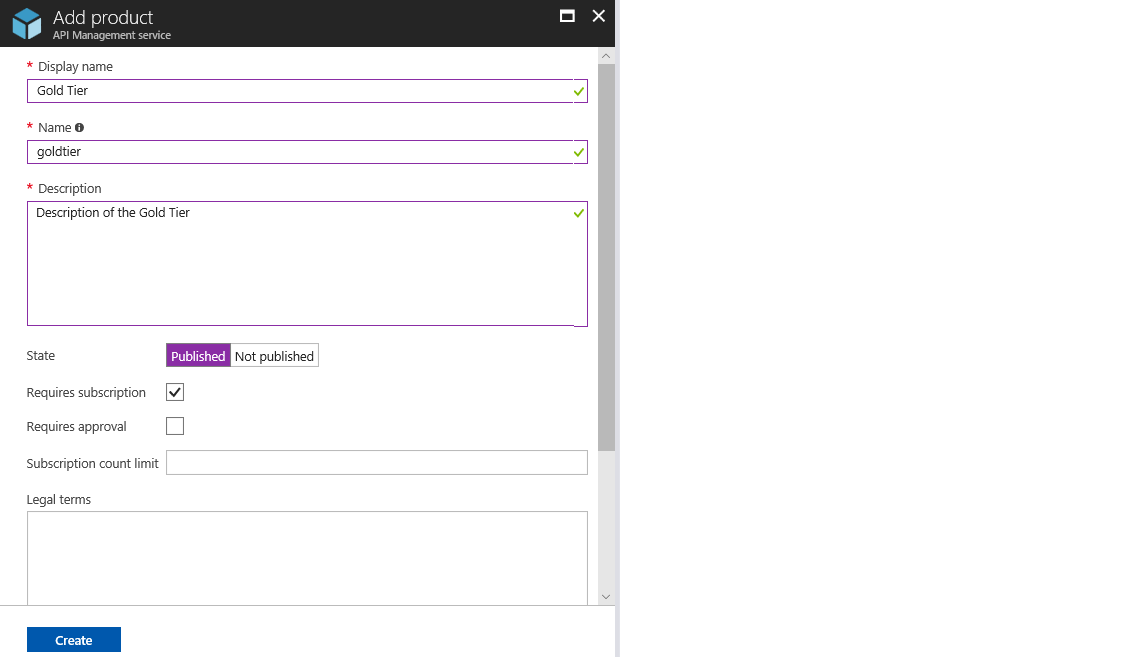 Add product
API Management service
* Display name
Gold Tier
* Name
goldtier
* Description
Description of the Gold Tier
State Published Not published
Requires subscription
Requires approval
Subscription count limit
Legal terms
Create